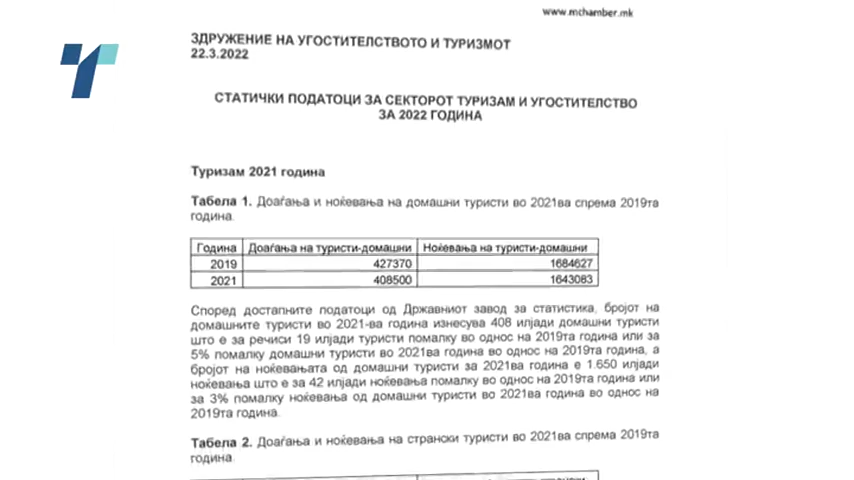 www.mchamber.mk
ЗДРУЖЕНИЕ НА УГОСТИТЕЛСТВОТО И ТУРИЗМОТ
22.3.2022
СТАТИЧКИ ПОДАТОЦИ ЗА СЕКТОРОТ ТУРИЗАМ И УГОСТИТЕЛСТВО
ЗА 2022 ГОДИНА
Туризам 2021 година
Табела 1. Доаѓања и ноќевања на домашни туристи во 2021ва спрема 2019та
година.
Година Доаѓања на туристи-домашни Ноќевања на туристи-домашни
2019 427370 1684627
2021 408500 1643083
Според достапните податоци од Државниот завод за статистика, бројот на
домашните туристи во 2021-ва година изнесува 408 илјади домашни туристи
што е за речиси 19 илјади туристи помалку во однос на 2019та година или за
5% помалку домашни туристи во 2021ва година во однос на 2019та година, а
бројот на ноќевањата од домашни туристи за 2021ва година е 1.650 илјади
ноќевања што е за 42 илјади ноќевања помалку во однос на 2019та година или
за 3% помалку ноќевања од домашни туристи во 2021ва година во однос на
2019та година.
Табела 2. Доаѓања и ноќевања на странски туристи во 2021ва спрема 2019та
година.